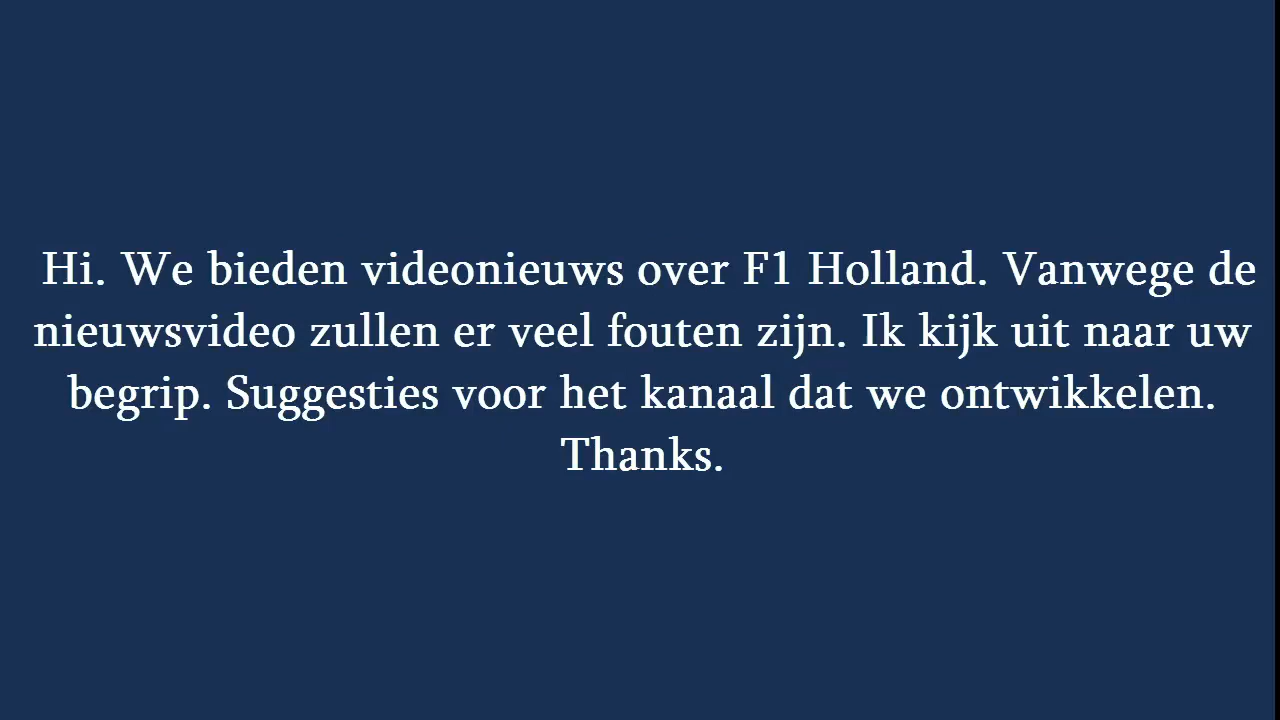 Hi. We bieden videonieuws over F1 Holland. Vanwege de
nieuwsvideo zullen er veel fouten zijn. Ik kijk uit naar uw
begrip. Suggesties voor het kanaal dat we ontwikkelen.
Thanks.